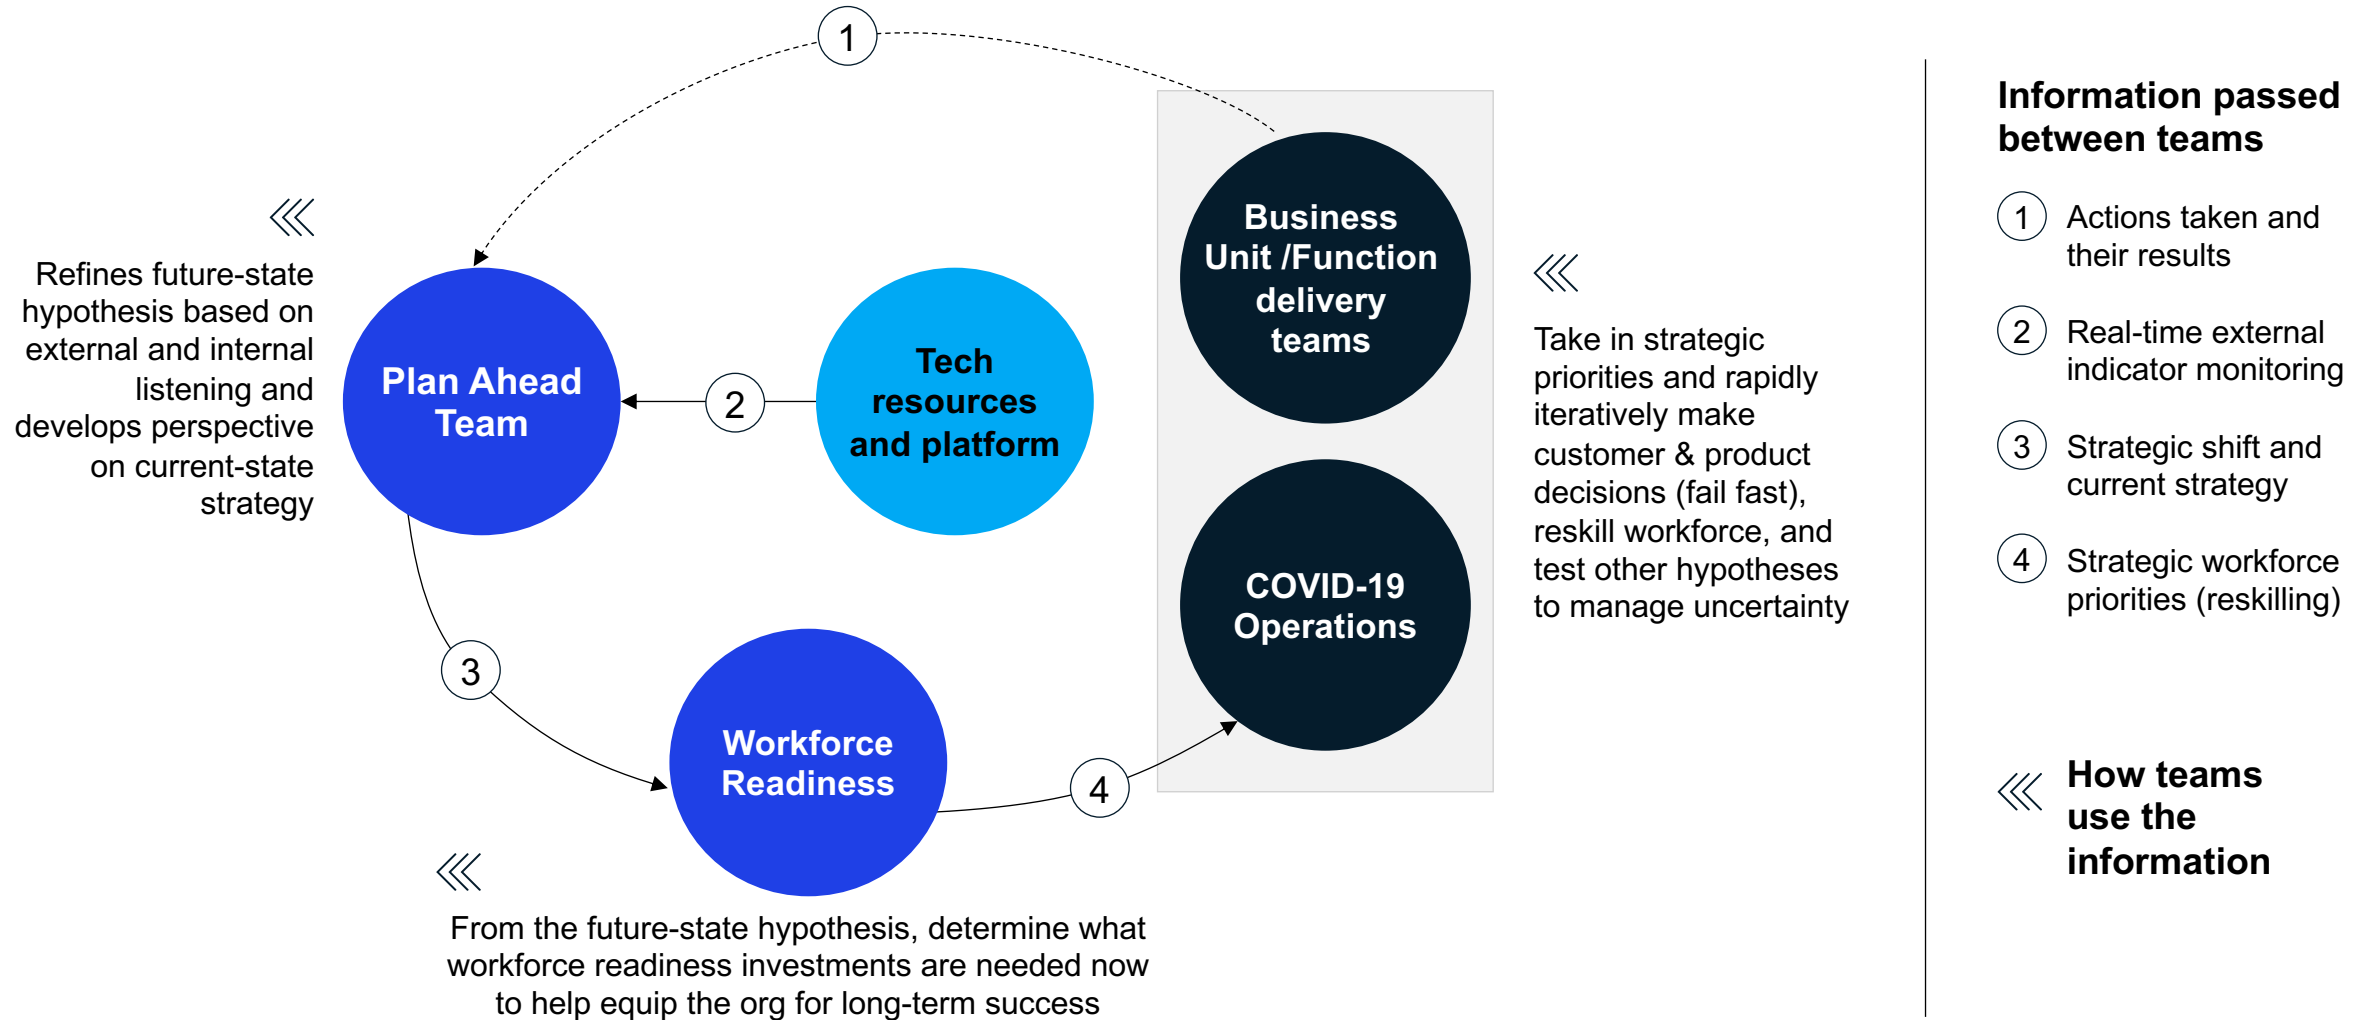 1
Refines future-state
hypothesis based on
external and internal
listening and
develops perspective
on current-state
strategy
Plan Ahead
Team
2
Tech
resources
and platform
Business
Unit /Function
delivery
teams
COVID-19
Operations
Take in strategic
priorities and rapidly
iteratively make
customer & product
decisions (fail fast),
reskill workforce, and
test other hypotheses
to manage uncertainty
3
Workforce
Readiness
4
From the future-state hypothesis, determine what
workforce readiness investments are needed now
to help equip the org for long-term success
Information passed
between teams
1 Actions taken and
their results
2 Real-time external
indicator monitoring
3 Strategic shift and
current strategy
4 Strategic workforce
priorities (reskilling)
How teams
use the
information